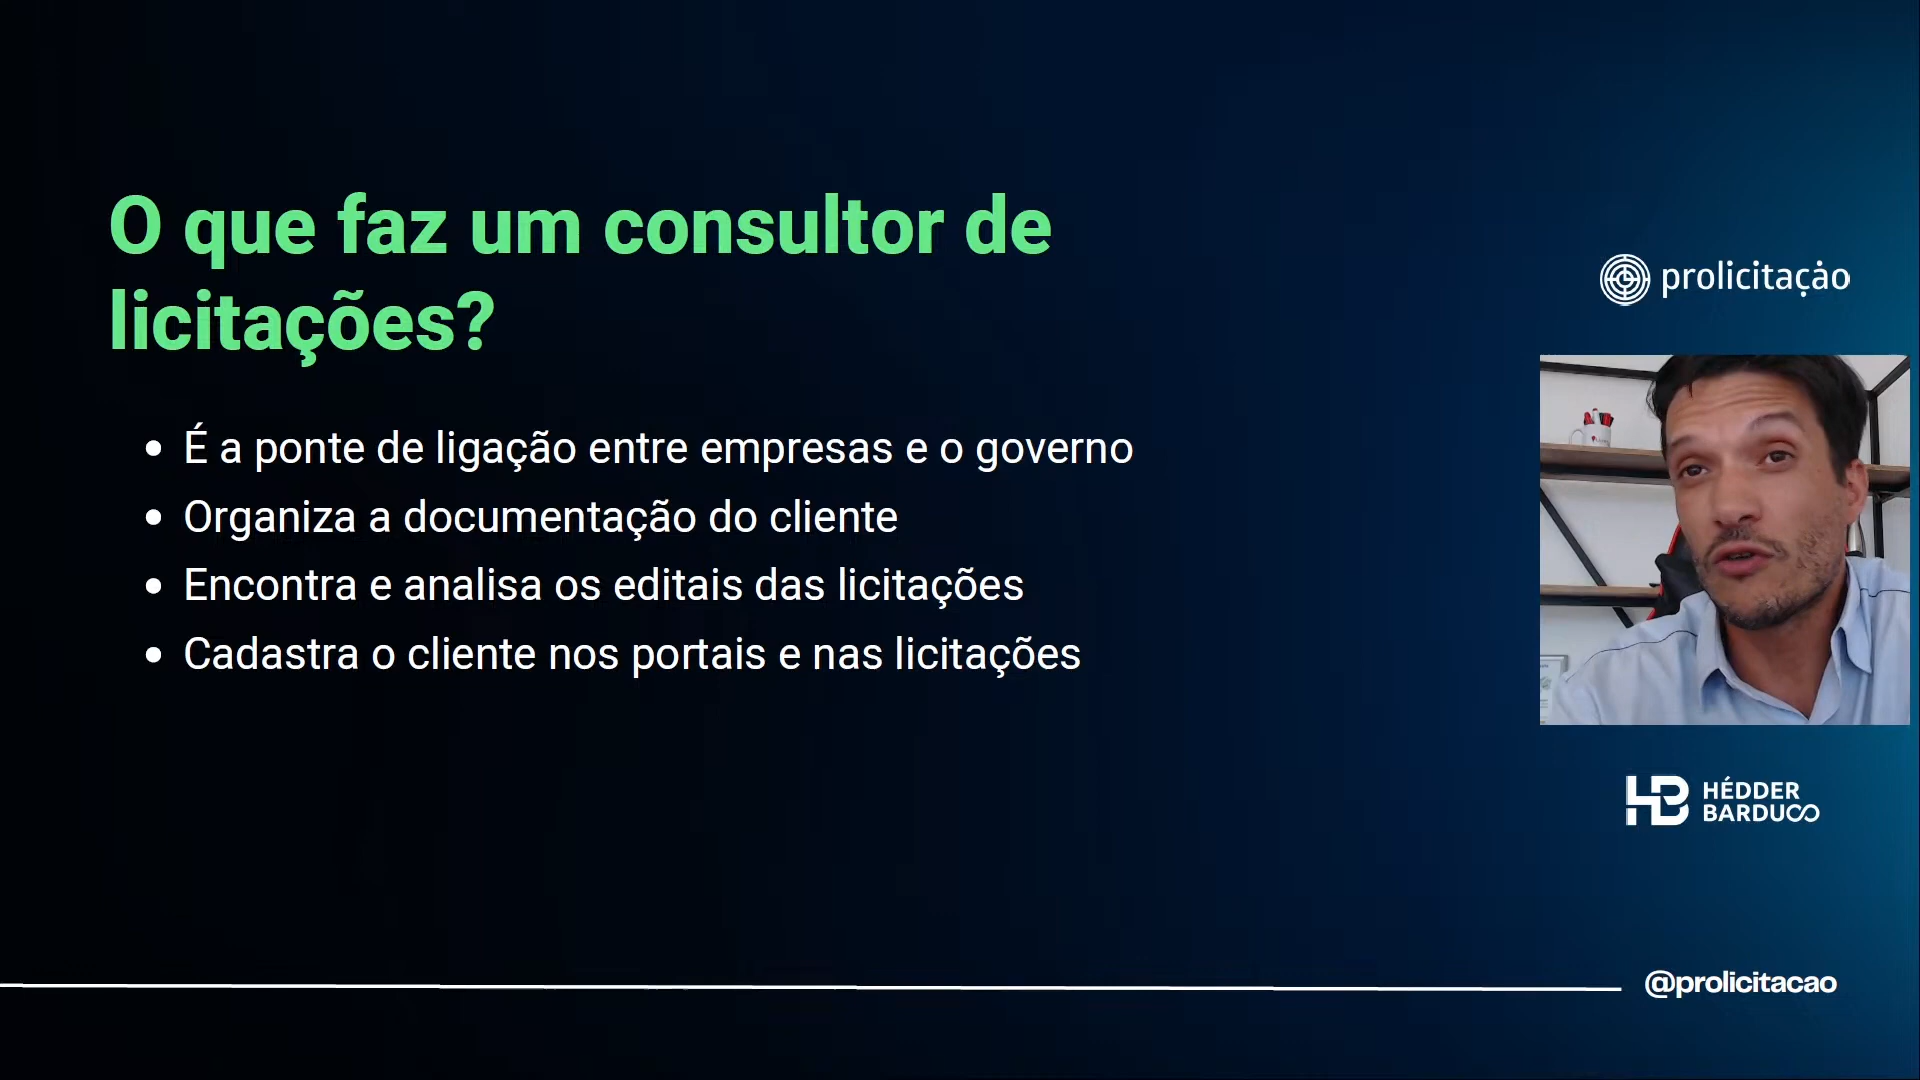 O que faz um consultor de
licitações?
• É a ponte de ligação entre empresas e o governo
• Organiza a documentação do cliente
• Encontra e analisa os editais das licitações
• Cadastra o cliente nos portais e nas licitações
prolicitação
HÉDDER
BARDUCO
@prolicitacao